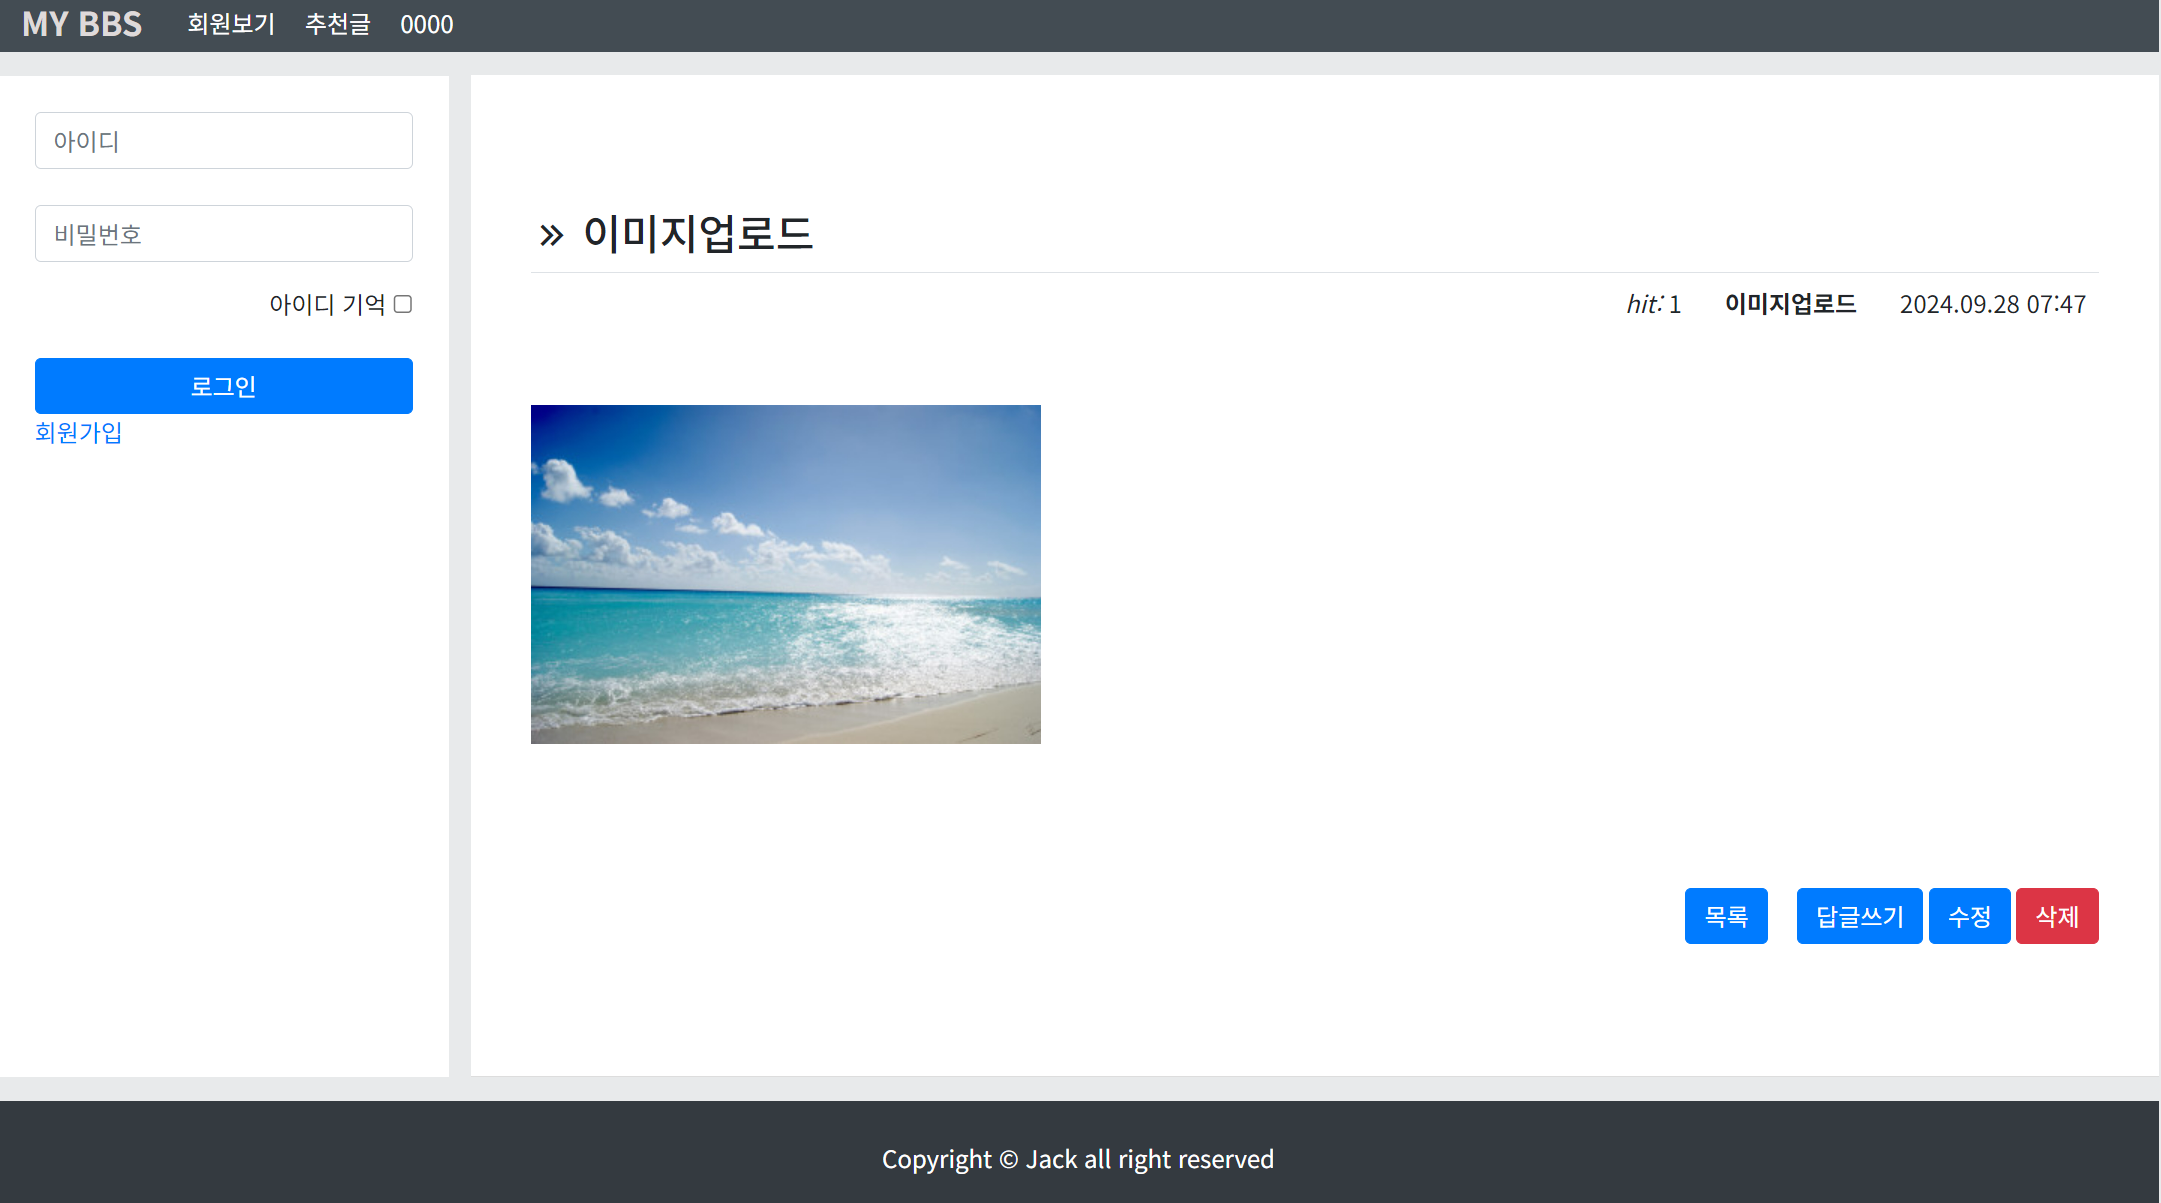 MY BBS 회원보기 추천글 0000
아이디
비밀번호
아이디 기억
로그인
회원가입
» 이미지업로드
hit: 1 이미지업로드 2024.09.28 07:47
목록 답글쓰기 수정 삭제
Copyright © Jack all right reserved